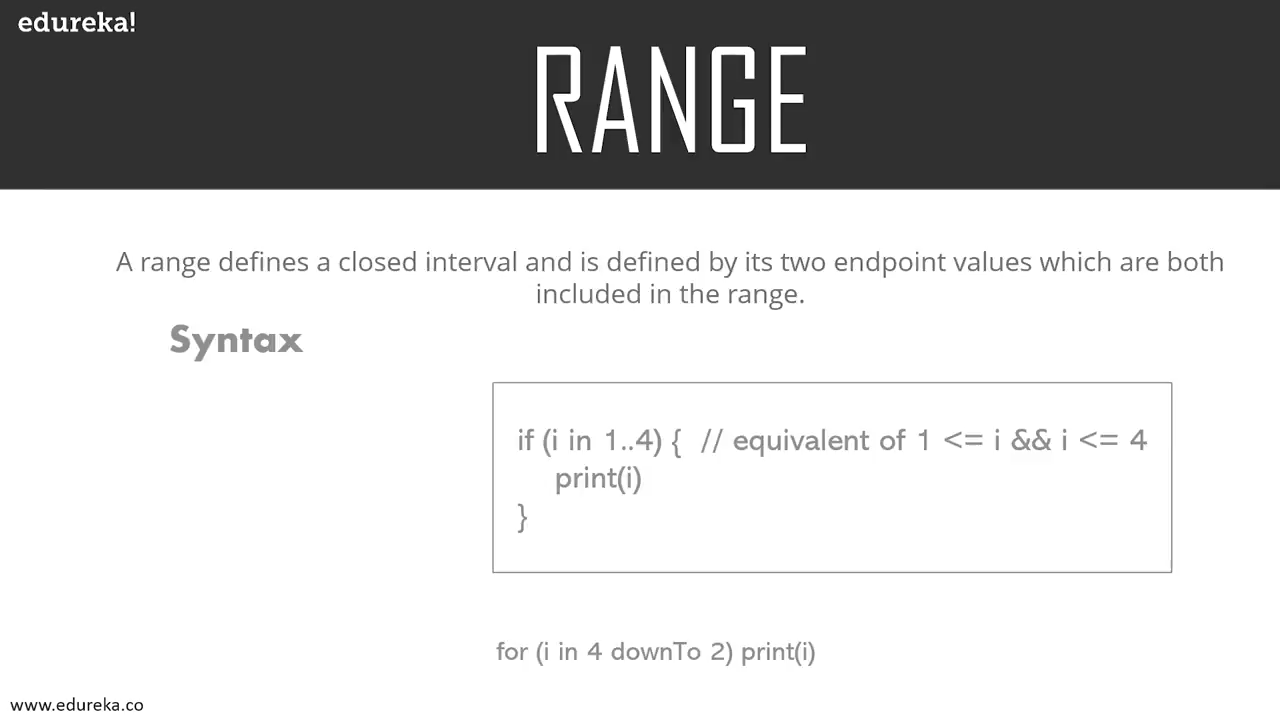 edureka!
RANGE
A range defines a closed interval and is defined by its two endpoint values which are both
included in the range.
Syntax
if (i in 1..4) {  // equivalent of 1 <= i && i <= 4
print(i)
}
for (i in 4 downTo 2) print(i)
www.edureka.co